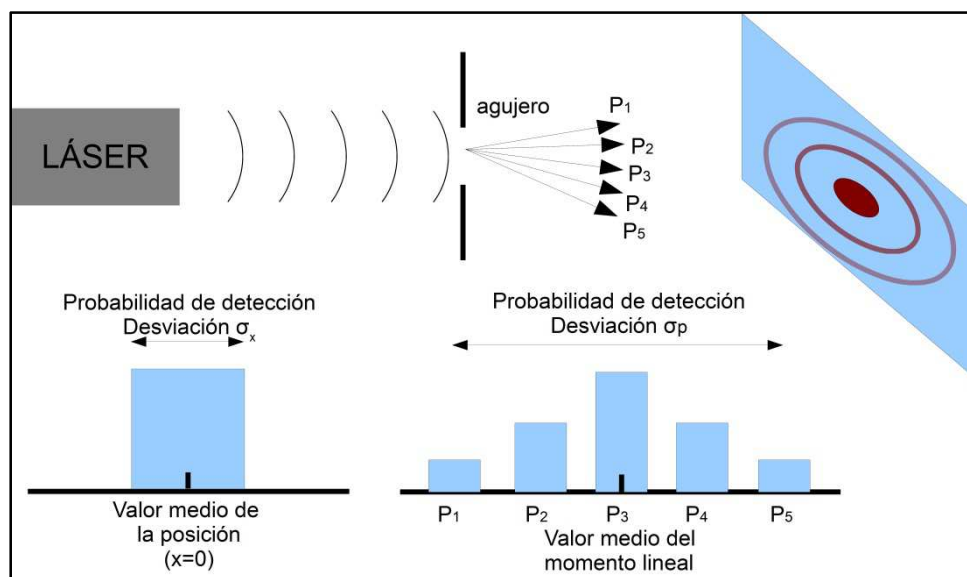 LÁSER
agujero
P1
P2
P3
P4
P5
Probabilidad de detección
Desviación σx
Valor medio de
la posición
(x=0)
Probabilidad de detección
Desviación σp
P1 P2 P3 P4 P5
Valor medio del
momento lineal